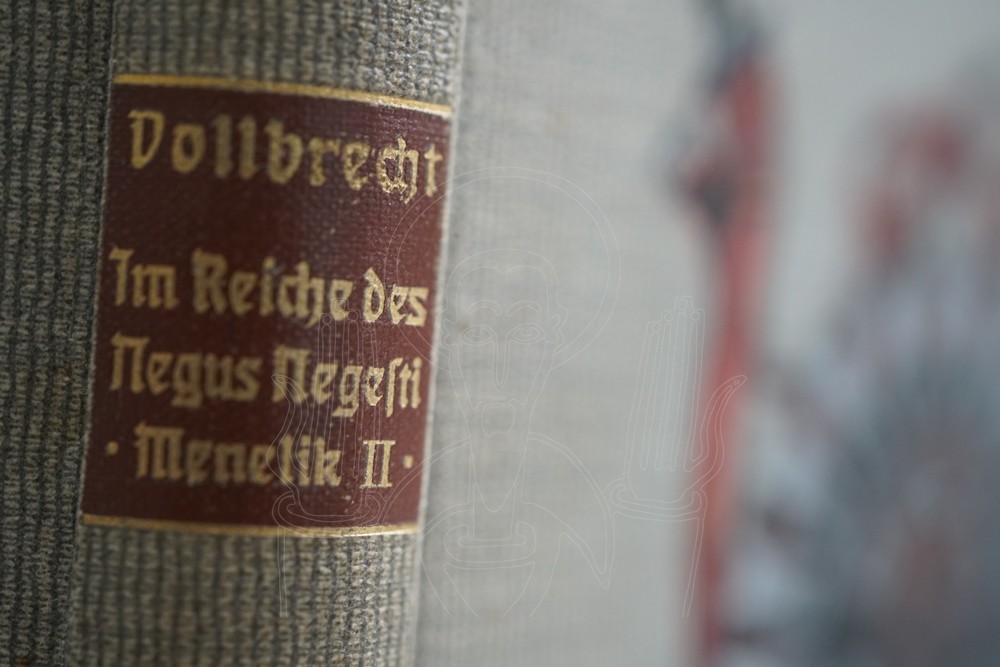 Vollbrecht
Im Reiche des
Negus Negeſti
· Menelik II ·